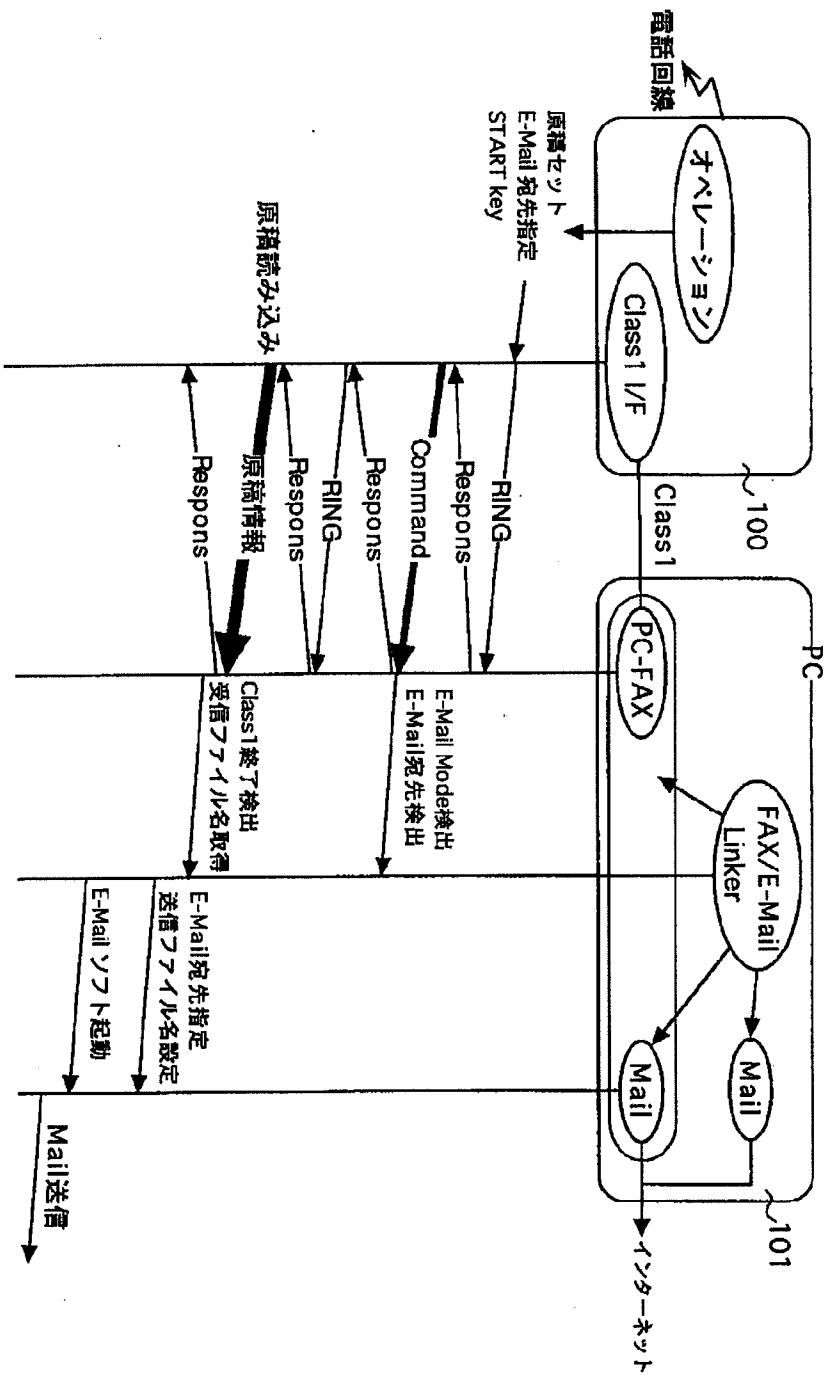 電話回線
オペレーション
Class1 I/F
100
Class1
PC
PC-FAX
FAX/E-Mail
Linker
Mail
Mail
101
インターネット
原稿セット
E-Mail 宛先指定
START key
RING
Respons
Command
Respons
E-Mail Mode検出
E-Mail宛先検出
RING
Respons
原稿読み込み
原稿情報
Respons
Class1終了検出
受信ファイル名取得
E-Mail宛先指定
送信ファイル名設定
E-Mail ソフト起動
Mail送信